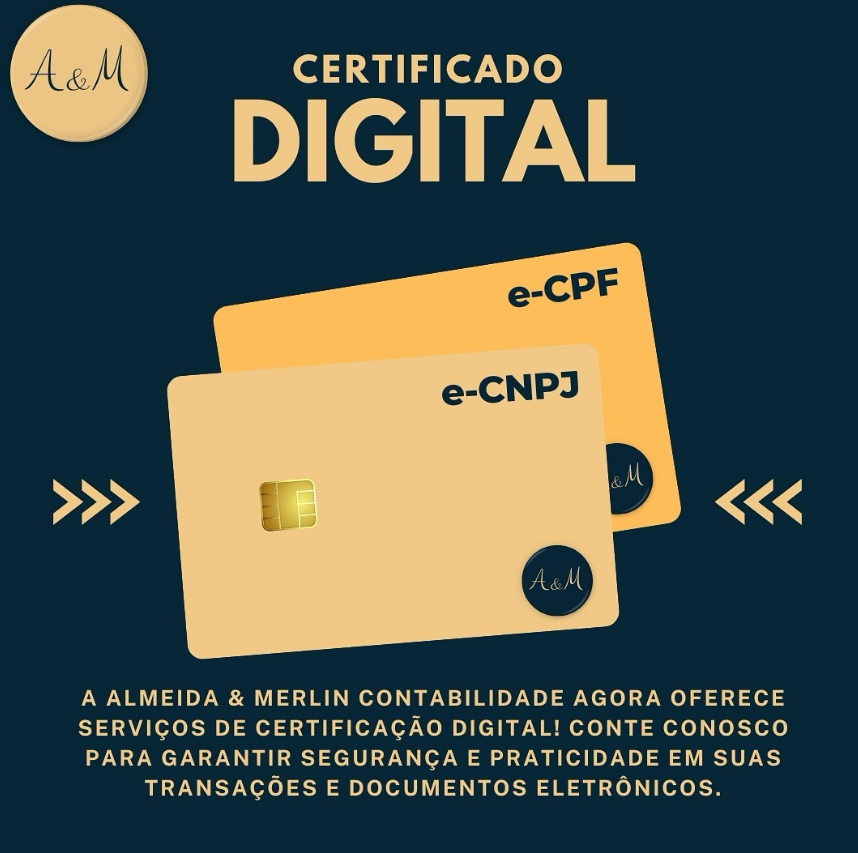 A&M
CERTIFICADO
DIGITAL
e-CPF
e-CNPJ
&M
A&M
A ALMEIDA & MERLIN CONTABILIDADE AGORA OFERECE
SERVIÇOS DE CERTIFICAÇÃO DIGITAL! CONTE CONOSCO
PARA GARANTIR SEGURANÇA E PRATICIDADE EM SUAS
TRANSAÇÕES E DOCUMENTOS ELETRÔNICOS.